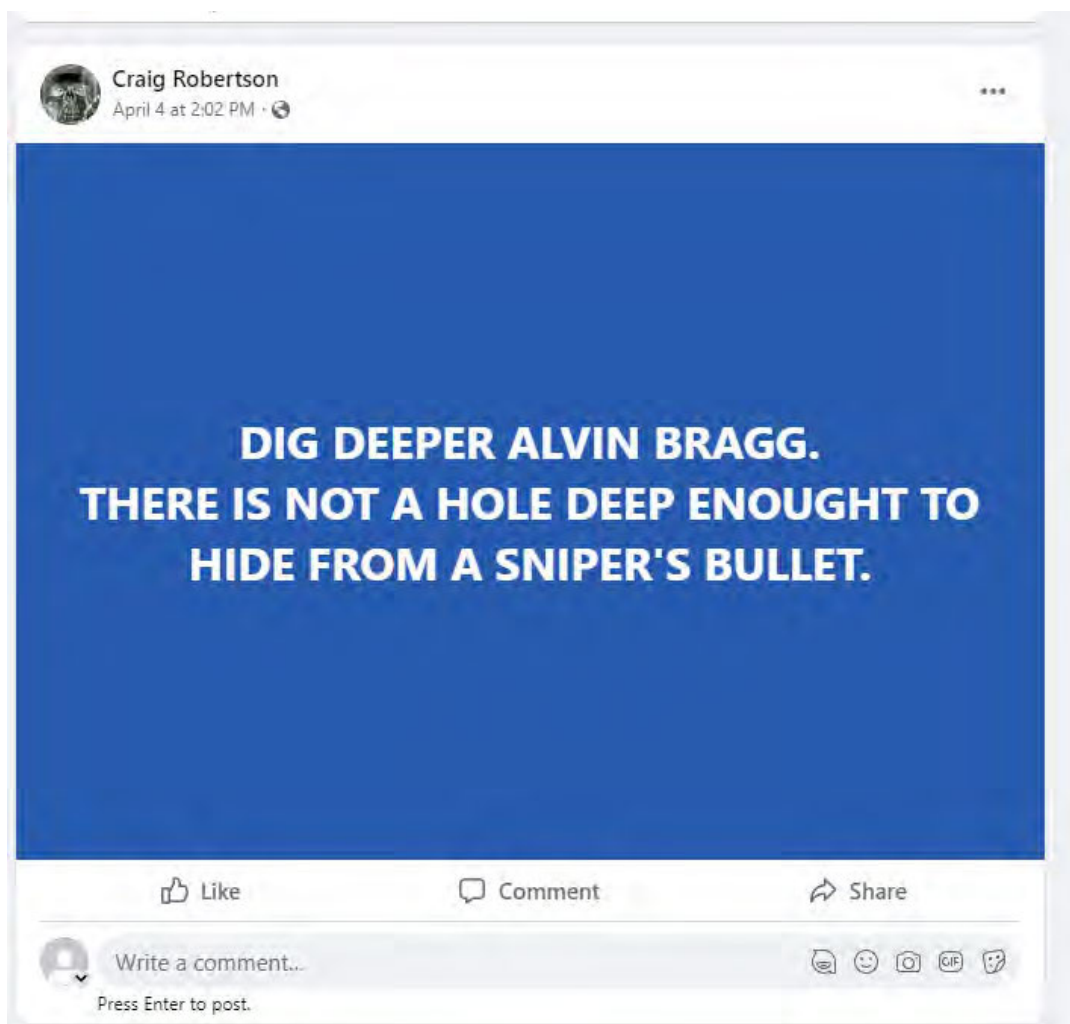 Craig Robertson
April 4 at 2:02 PM ·
DIG DEEPER ALVIN BRAGG.
THERE IS NOT A HOLE DEEP ENOUGHT TO
HIDE FROM A SNIPER'S BULLET.
Like Comment Share
Write a comment... GIF
Press Enter to post.